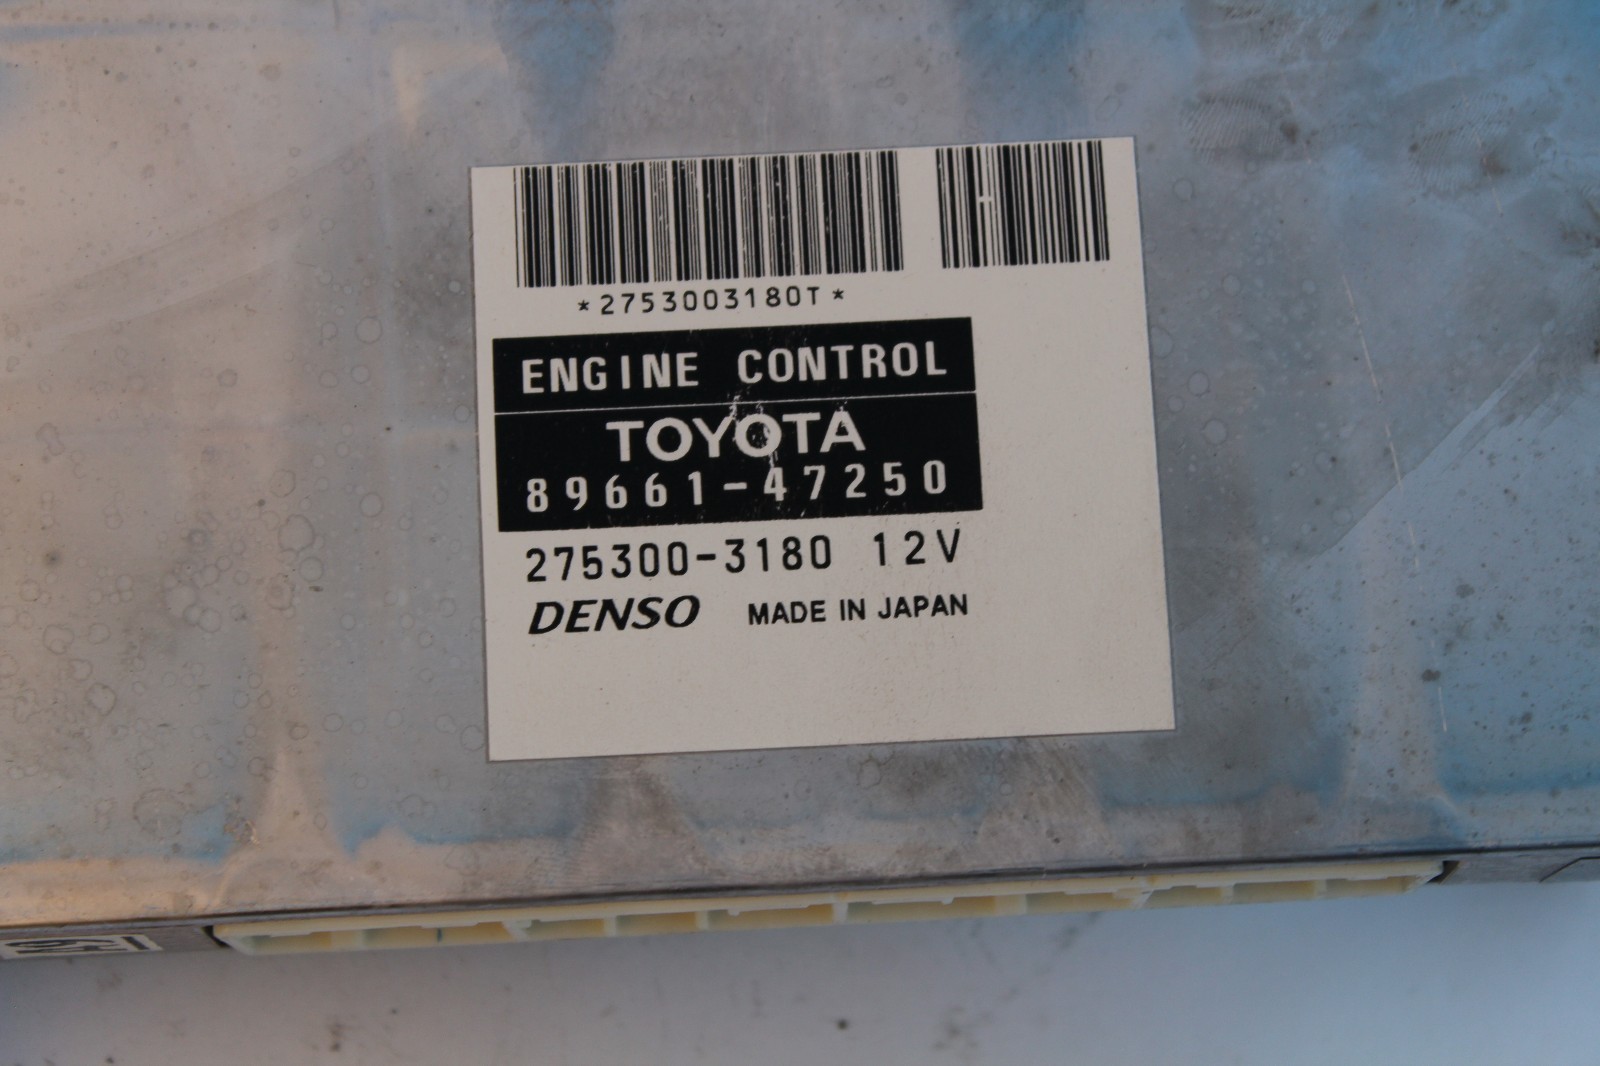 *2753003180T*
ENGINE CONTROL
TOYOTA
89661-47250
275300-3180 12V
DENSO MADE IN JAPAN